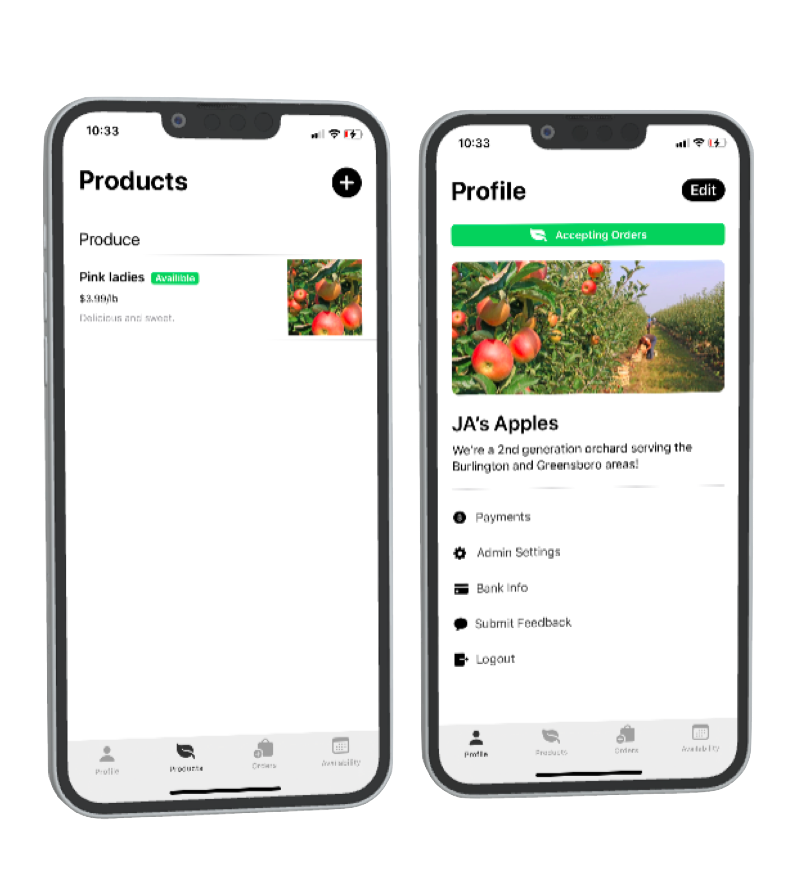 10:33
Products
Produce
Pink ladies Availible
$3.99/lb
Delicious and sweet.
Profile
Products
Orders
Availability
10:33
Profile
Edit
Accepting Orders
JA's Apples
We're a 2nd generation orchard serving the
Burlington and Greensboro areas!
Payments
Admin Settings
Bank Info
Submit Feedback
Logout
Profile
Products
Orders
Availability